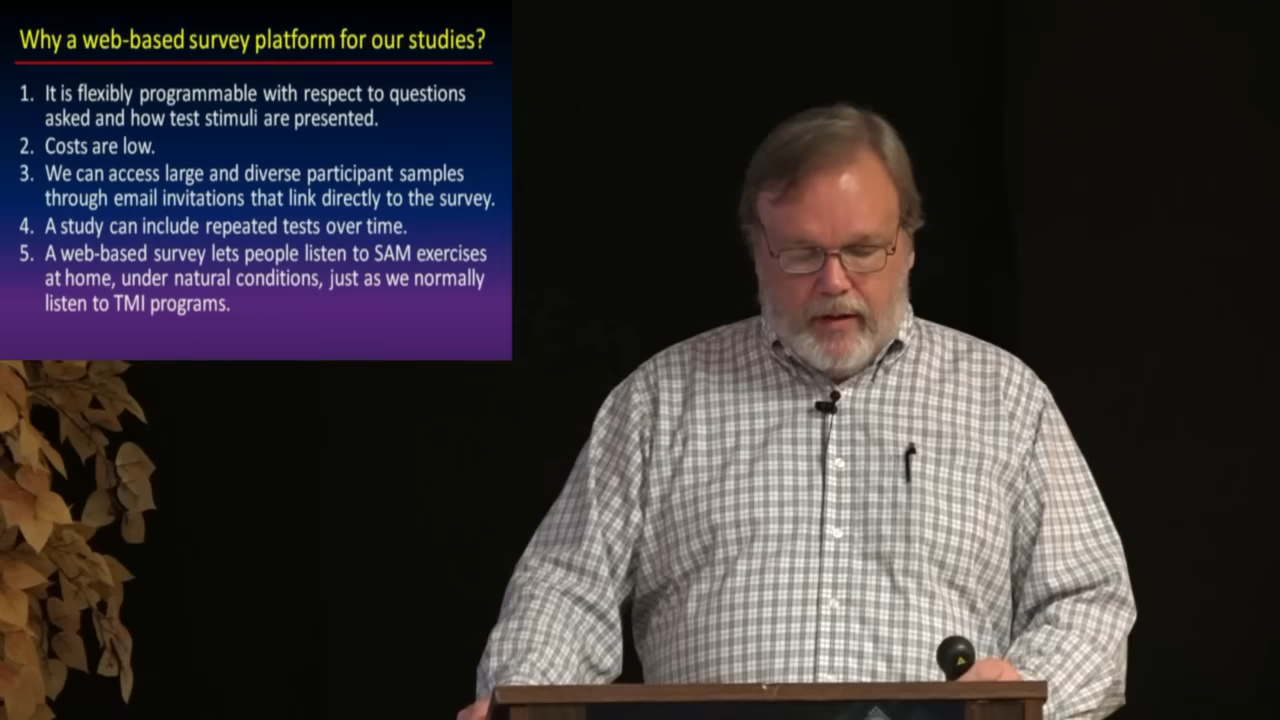 Why a web-based survey platform for our studies?
1. It is flexibly programmable with respect to questions
asked and how test stimuli are presented.
2. Costs are low.
3. We can access large and diverse participant samples
through email invitations that link directly to the survey.
4. A study can include repeated tests over time.
5. A web-based survey lets people listen to SAM exercises
at home, under natural conditions, just as we normally
listen to TMI programs.